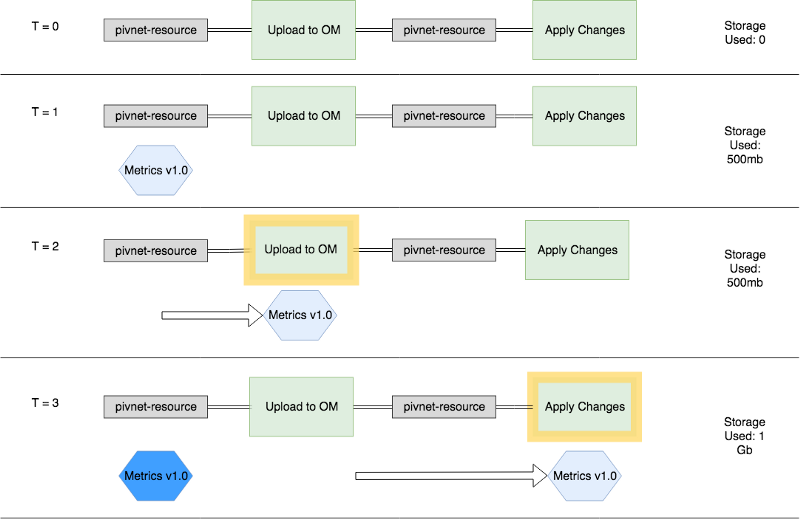 T = 0
pivnet-resource
Upload to OM
pivnet-resource
Apply Changes
Storage
Used: 0
T = 1
pivnet-resource
Upload to OM
pivnet-resource
Apply Changes
Metrics v1.0
Storage
Used:
500mb
T = 2
pivnet-resource
Upload to OM
pivnet-resource
Apply Changes
Metrics v1.0
Storage
Used:
500mb
T = 3
pivnet-resource
Upload to OM
pivnet-resource
Apply Changes
Metrics v1.0
Metrics v1.0
Storage
Used: 1
Gb